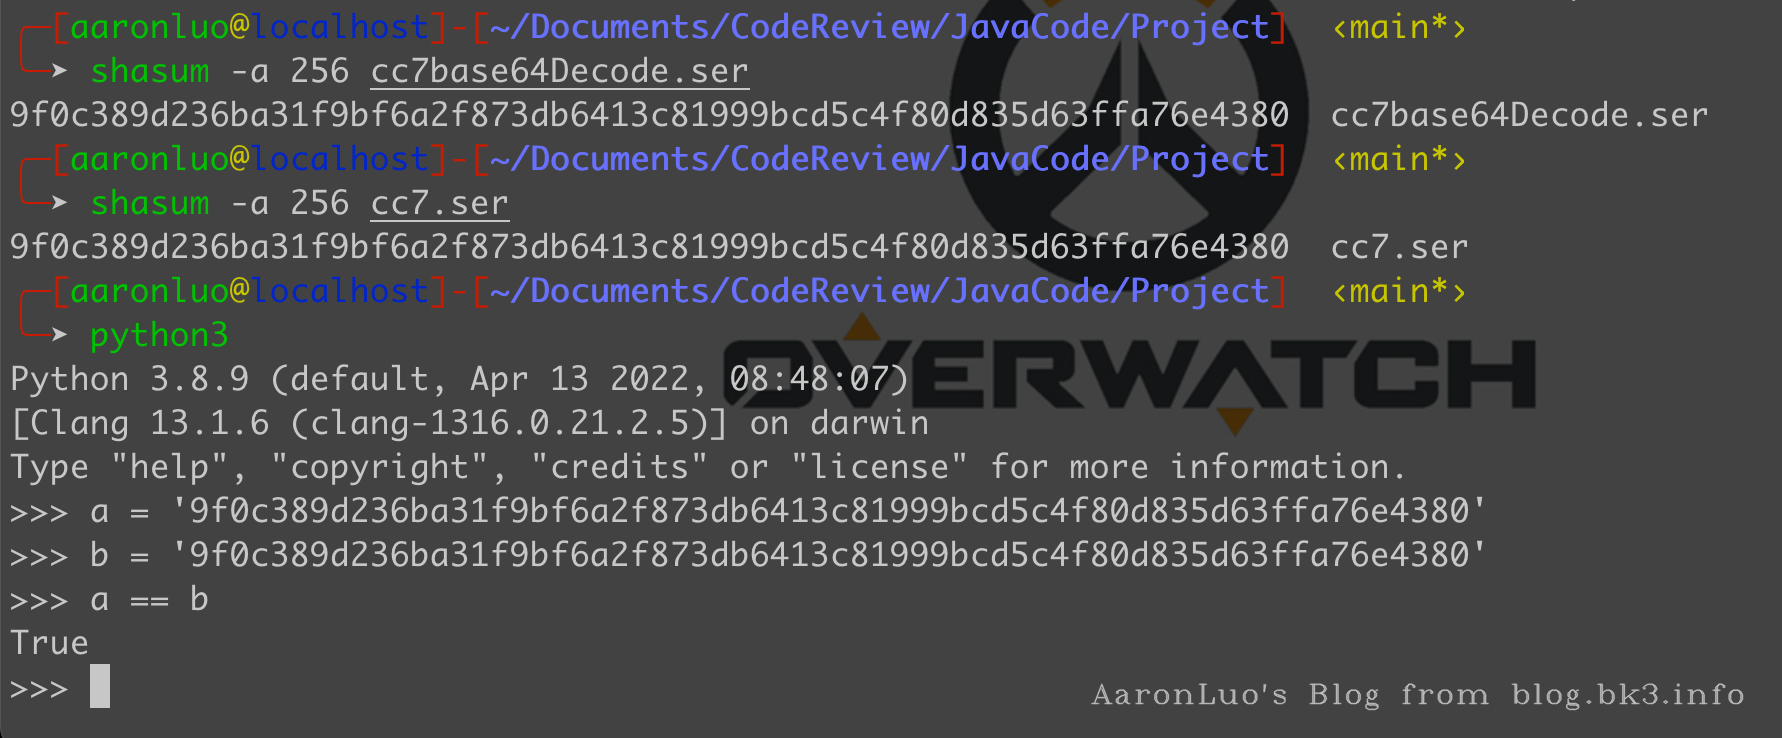 [aaronluo@localhost]-[~/Documents/CodeReview/JavaCode/Project] ‹main*›
➤ shasum -a 256 cc7base64Decode.ser
9f0c389d236ba31f9bf6a2f873db6413c81999bcd5c4f80d835d63ffa76e4380 cc7base64Decode.ser
[aaronluo@localhost]-[~/Documents/CodeReview/JavaCode/Project] ‹main*›
➤ shasum -a 256 cc7.ser
9f0c389d236ba31f9bf6a2f873db6413c81999bcd5c4f80d835d63ffa76e4380 cc7.ser
[aaronluo@localhost]-[~/Documents/CodeReview/JavaCode/Project] ‹main*›
➤ python3
OVERWATCH
Python 3.8.9 (default, Apr 13 2022, 08:48:07)
[Clang 13.1.6 (clang-1316.0.21.2.5)] on darwin
Type "help", "copyright", "credits" or "license" for more information.
>>> a = '9f0c389d236ba31f9bf6a2f873db6413c81999bcd5c4f80d835d63ffa76e4380'
>>> b = '9f0c389d236ba31f9bf6a2f873db6413c81999bcd5c4f80d835d63ffa76e4380'
>>> a == b
True
>>>
AaronLuo's Blog from blog.bk3.info